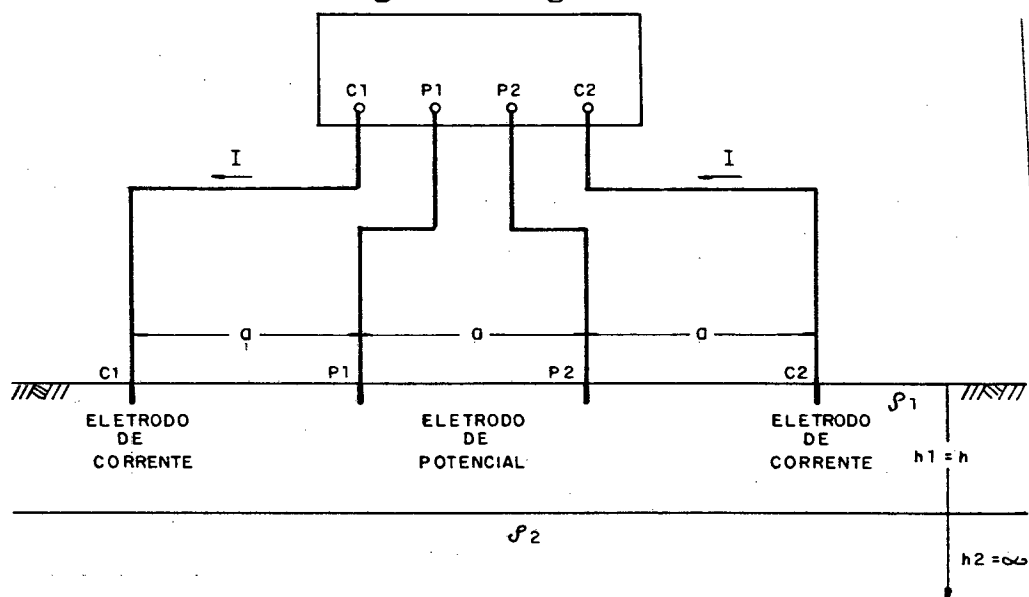 C1 P1 P2 C2
I I
a a a
C1 P1 P2 C2
ρ1
ELETRODO DE CORRENTE
ELETRODO DE POTENCIAL
ELETRODO DE CORRENTE
h1 = h
ρ2
h2 = ∞